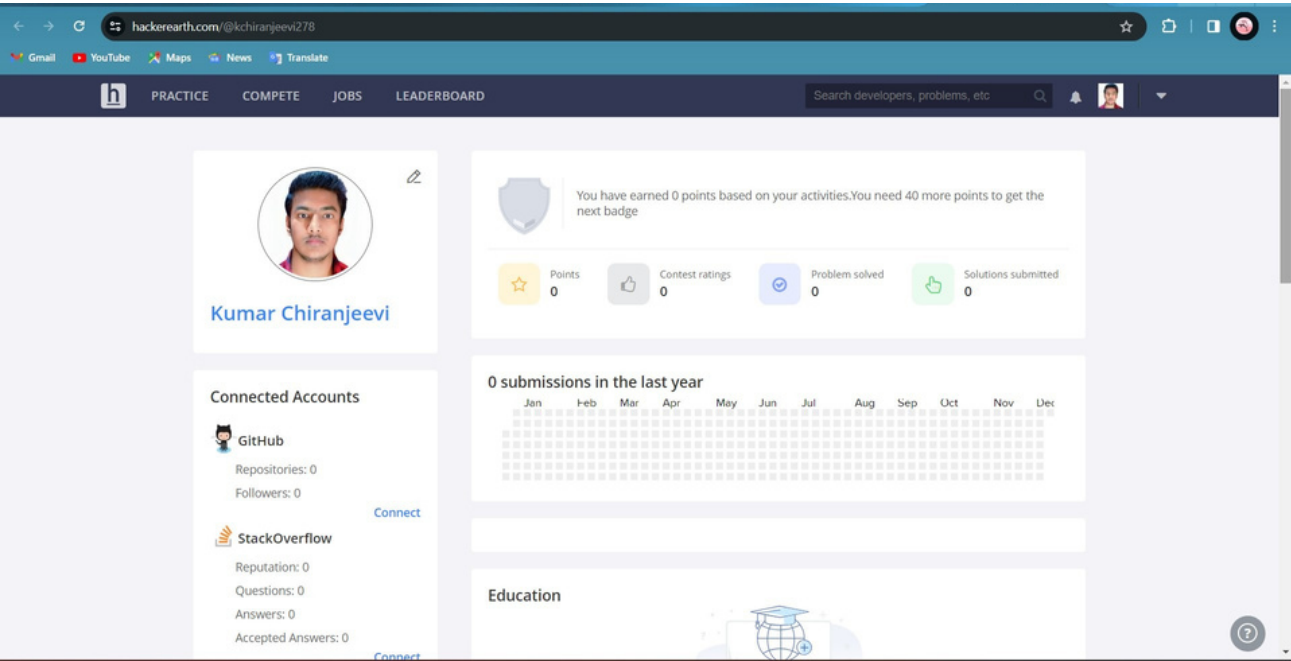 hackerearth.com/@kchiranjeevi278
Gmail YouTube Maps News Translate
h PRACTICE COMPETE JOBS LEADERBOARD Search developers, problems, etc
Kumar Chiranjeevi
You have earned 0 points based on your activities.You need 40 more points to get the
next badge
Points
0
Contest ratings
0
Problem solved
0
Solutions submitted
0
Connected Accounts
GitHub
Repositories: 0
Followers: 0
Connect
StackOverflow
Reputation: 0
Questions: 0
Answers: 0
Accepted Answers: 0
Connect
0 submissions in the last year
Jan Feb Mar Apr May Jun Jul Aug Sep Oct Nov Dec
Education
?